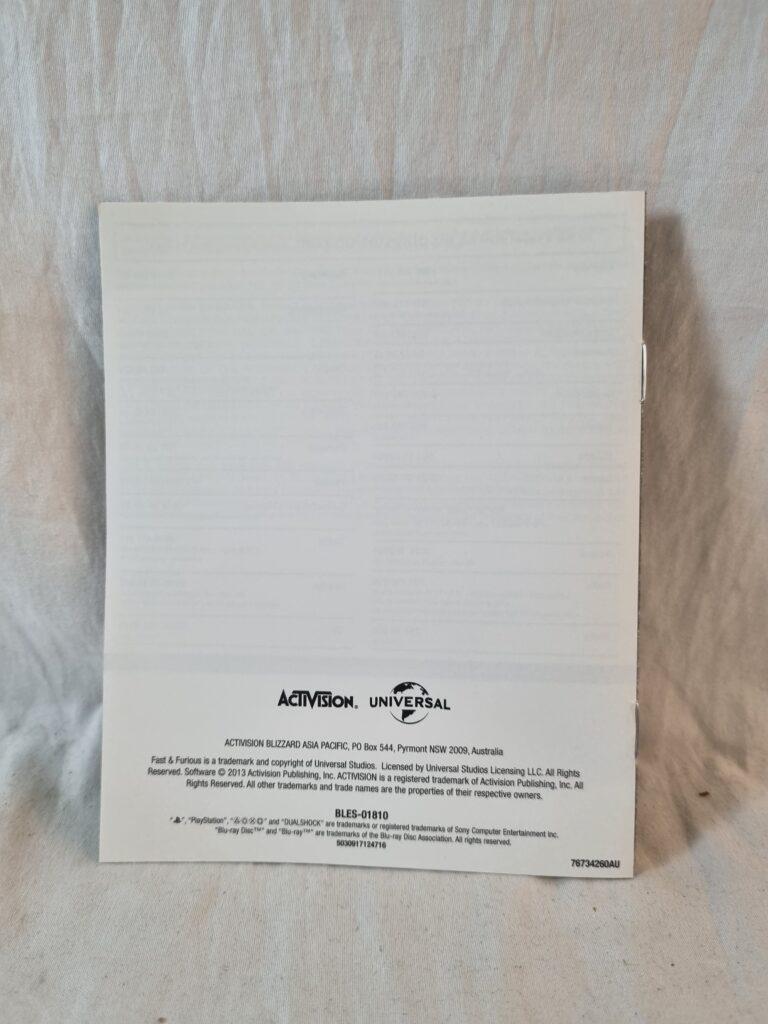 ACTIVISION. UNIVERSAL
ACTIVISION BLIZZARD ASIA PACIFIC, PO Box 544, Pyrmont NSW 2009, Australia
Fast & Furious is a trademark and copyright of Universal Studios. Licensed by Universal Studios Licensing LLC. All Rights
Reserved. Software © 2013 Activision Publishing, Inc. ACTIVISION is a registered trademark of Activision Publishing, Inc. All
Rights Reserved. All other trademarks and trade names are the properties of their respective owners.
BLES-01810
" ", "PlayStation", "△○✕□" and "DUALSHOCK" are trademarks or registered trademarks of Sony Computer Entertainment Inc.
"Blu-ray Disc™" and "Blu-ray™" are trademarks of the Blu-ray Disc Association. All rights reserved.
5030917124716
76734260AU